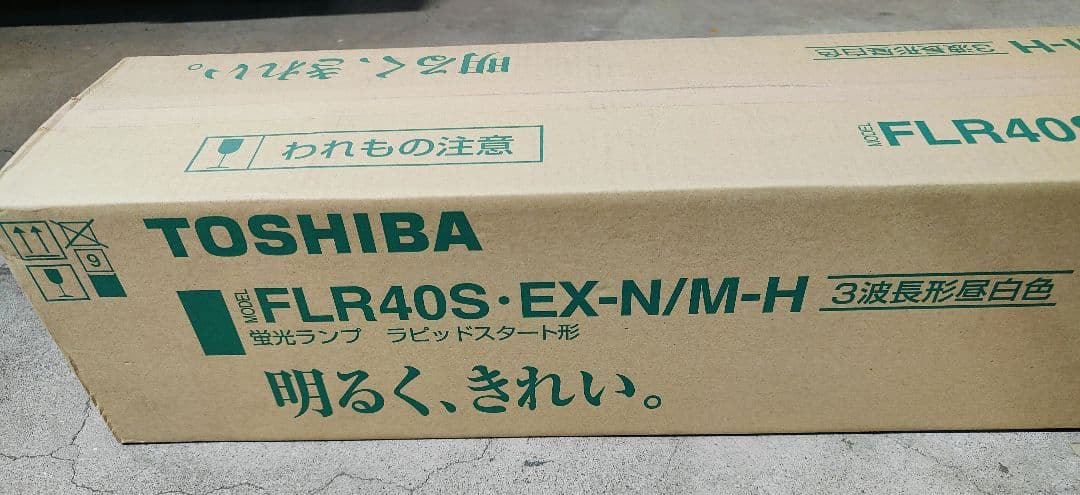 明るく、きれい。
3波長形昼白色
われもの注意
MODEL FLR40S
9
TOSHIBA
MODEL FLR40S・EX-N/M-H 3波長形昼白色
蛍光ランプ ラピッドスタート形
明るく、きれい。